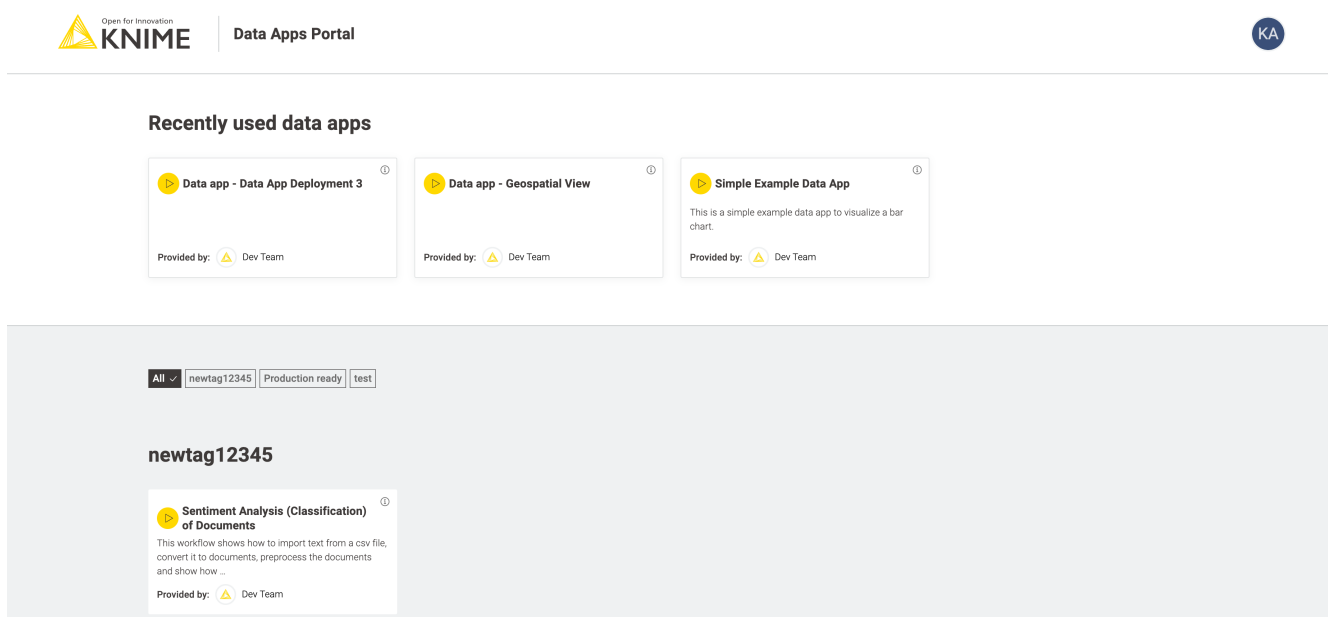 Open for Innovation
KNIME
Data Apps Portal
KA
Recently used data apps
Data app - Data App Deployment 3
Provided by: Dev Team
Data app - Geospatial View
Provided by: Dev Team
Simple Example Data App
This is a simple example data app to visualize a bar
chart.
Provided by: Dev Team
All newtag12345 Production ready test
newtag12345
Sentiment Analysis (Classification)
of Documents
This workflow shows how to import text from a csv file,
convert it to documents, preprocess the documents
and show how ...
Provided by: Dev Team